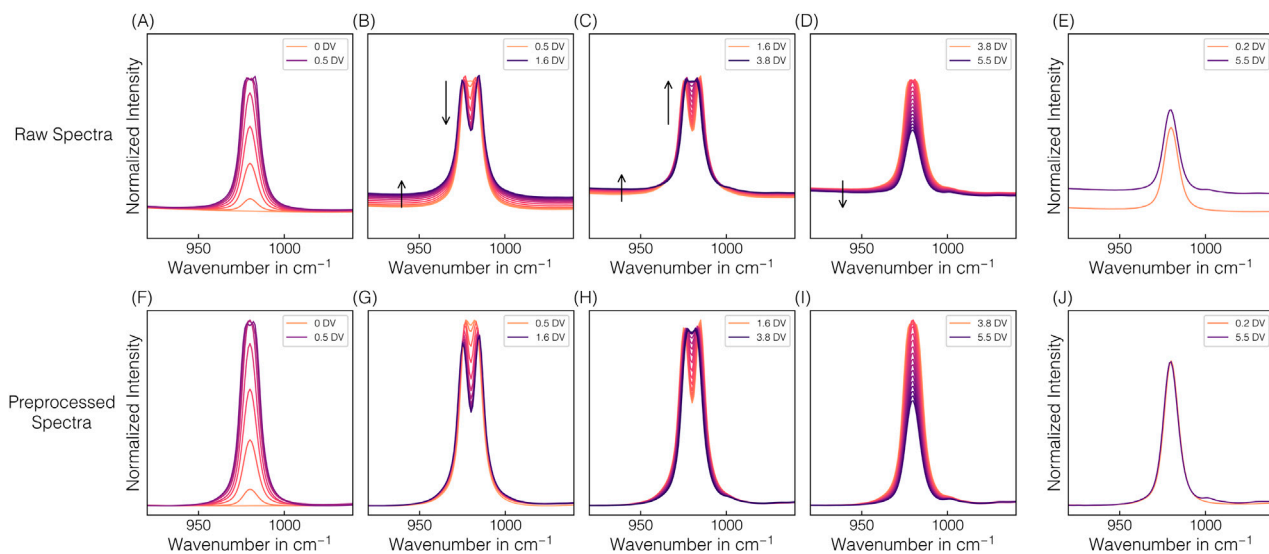 (A)
(B)
(C)
(D)
(E)
Raw Spectra
Normalized Intensity
0 DV
0.5 DV
0.5 DV
1.6 DV
1.6 DV
3.8 DV
3.8 DV
5.5 DV
Normalized Intensity
0.2 DV
5.5 DV
950 1000
950 1000
950 1000
950 1000
950 1000
Wavenumber in cm⁻¹
Wavenumber in cm⁻¹
Wavenumber in cm⁻¹
Wavenumber in cm⁻¹
Wavenumber in cm⁻¹
(F)
(G)
(H)
(I)
(J)
Preprocessed
Spectra
Normalized Intensity
0 DV
0.5 DV
0.5 DV
1.6 DV
1.6 DV
3.8 DV
3.8 DV
5.5 DV
Normalized Intensity
0.2 DV
5.5 DV
950 1000
950 1000
950 1000
950 1000
950 1000
Wavenumber in cm⁻¹
Wavenumber in cm⁻¹
Wavenumber in cm⁻¹
Wavenumber in cm⁻¹
Wavenumber in cm⁻¹